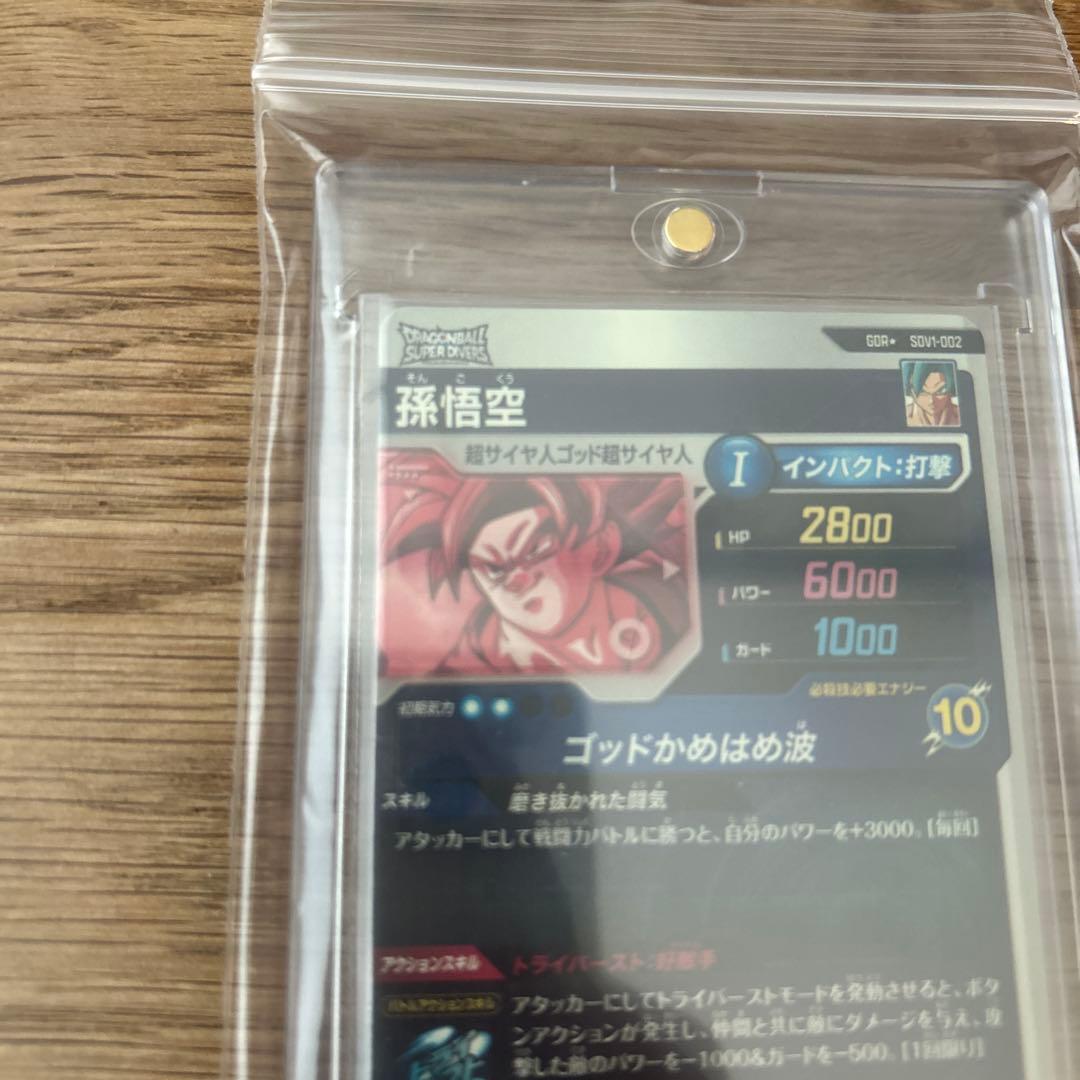 DRAGONBALL
SUPER DIVERS
GDR★ SDV1-002
そん ご くう
孫悟空
超サイヤ人ゴッド超サイヤ人
I インパクト:打撃
HP 2800
パワー 6000
ガード 1000
必殺技必要エナジー
10
初期気力
は
ゴッドかめはめ波
スキル 磨き抜かれた闘気
アタッカーにして戦闘力バトルに勝つと、自分のパワーを+3000。[毎回]
アクションスキル トライバースト:好敵手
バトルアクションスキル
アタッカーにしてトライバーストモードを発動させると、ボタ
ンアクションが発生し、仲間と共に敵にダメージを与え、攻
撃した敵のパワーを-1000&ガードを-500。[1回限り]